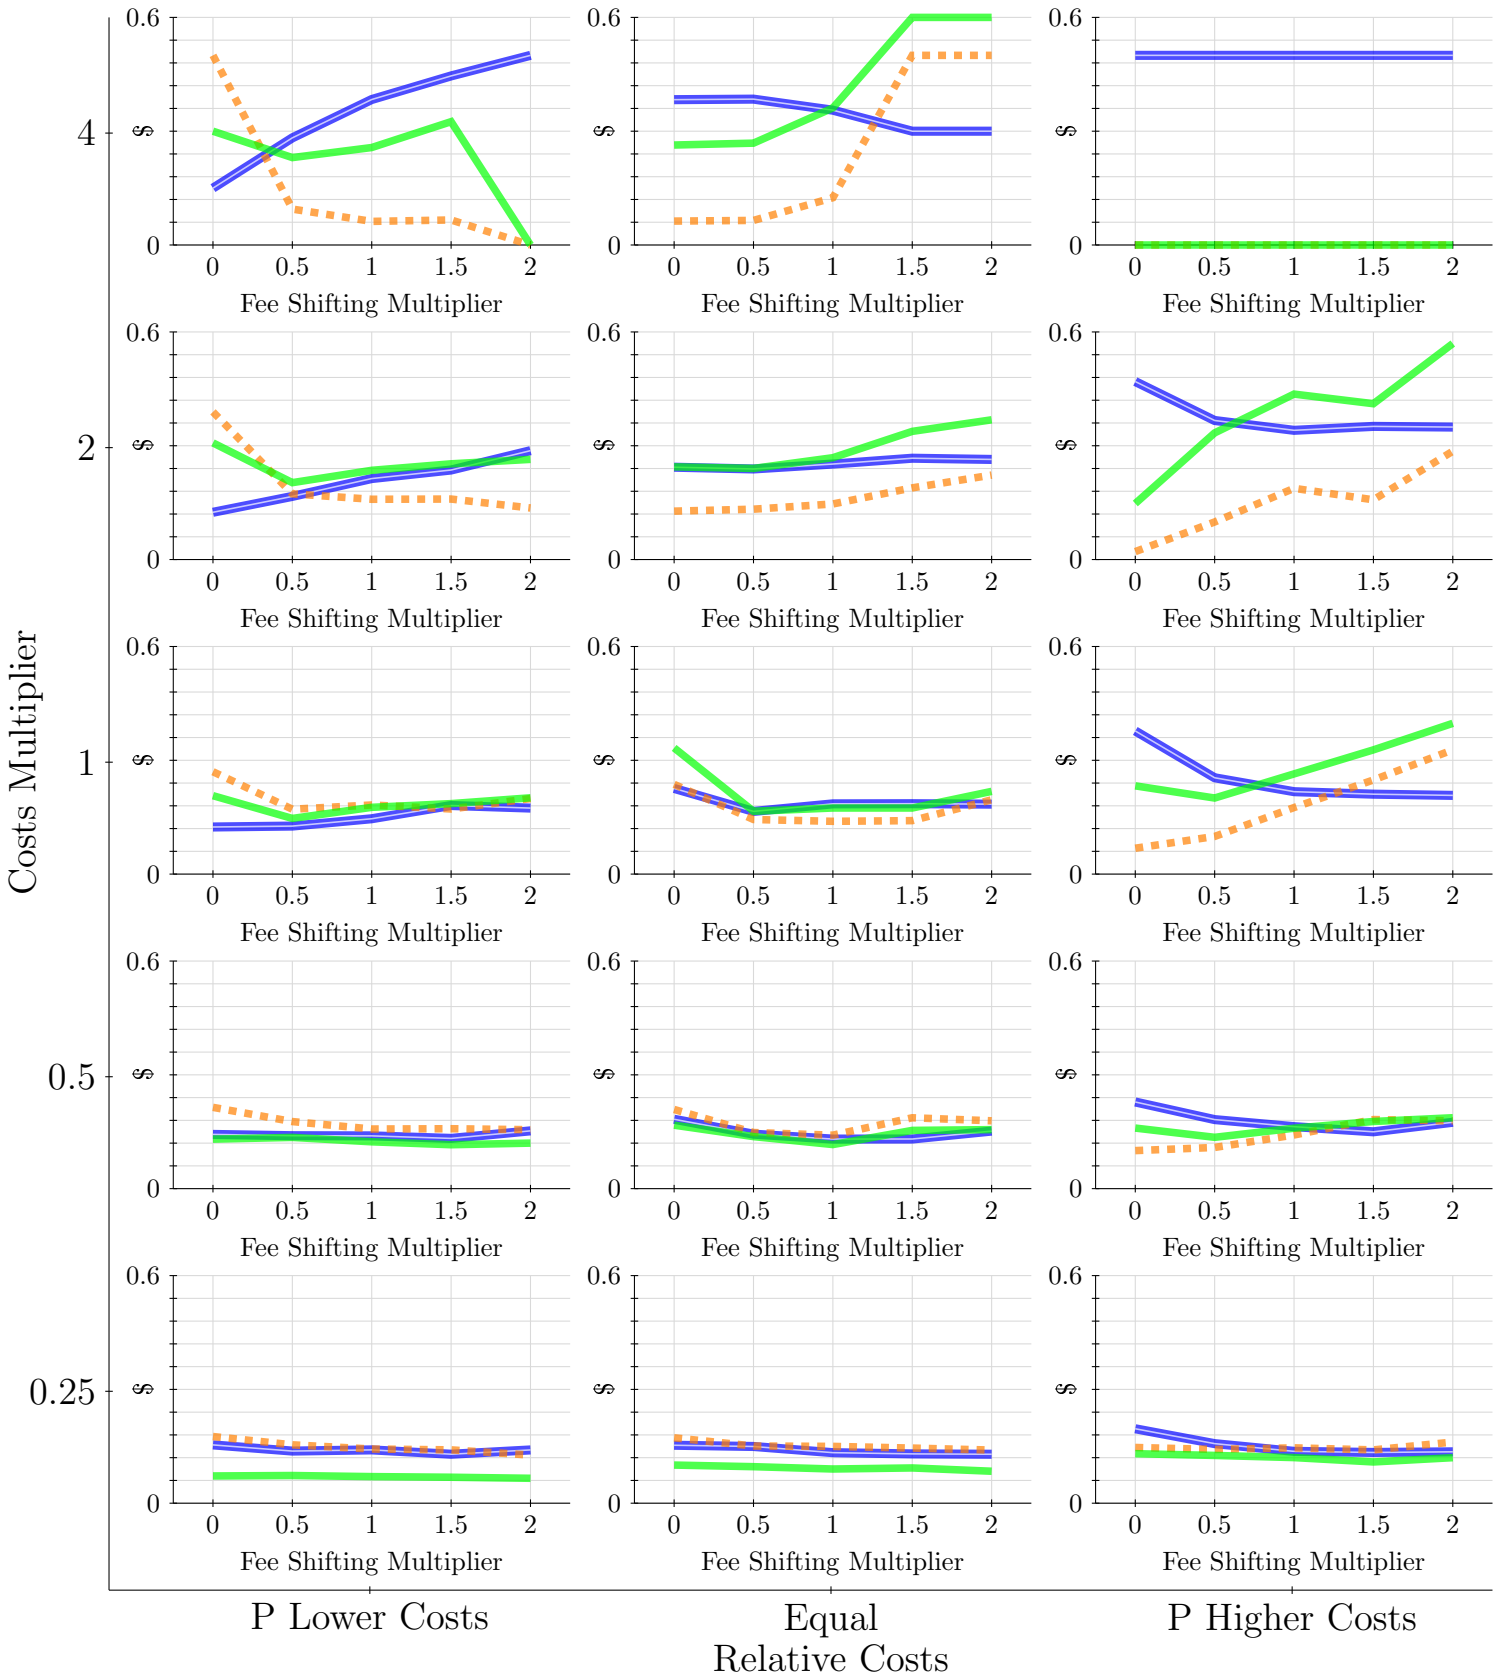 0.6 0.6 0.6
4 $ $ $
0 0 0
0 0.5 1 1.5 2 0 0.5 1 1.5 2 0 0.5 1 1.5 2
Fee Shifting Multiplier Fee Shifting Multiplier Fee Shifting Multiplier
0.6 0.6 0.6
2 $ $ $
0 0 0
0 0.5 1 1.5 2 0 0.5 1 1.5 2 0 0.5 1 1.5 2
Fee Shifting Multiplier Fee Shifting Multiplier Fee Shifting Multiplier
Costs Multiplier
0.6 0.6 0.6
1 $ $ $
0 0 0
0 0.5 1 1.5 2 0 0.5 1 1.5 2 0 0.5 1 1.5 2
Fee Shifting Multiplier Fee Shifting Multiplier Fee Shifting Multiplier
0.6 0.6 0.6
0.5 $ $ $
0 0 0
0 0.5 1 1.5 2 0 0.5 1 1.5 2 0 0.5 1 1.5 2
Fee Shifting Multiplier Fee Shifting Multiplier Fee Shifting Multiplier
0.6 0.6 0.6
0.25 $ $ $
0 0 0
0 0.5 1 1.5 2 0 0.5 1 1.5 2 0 0.5 1 1.5 2
Fee Shifting Multiplier Fee Shifting Multiplier Fee Shifting Multiplier
P Lower Costs Equal P Higher Costs
Relative Costs